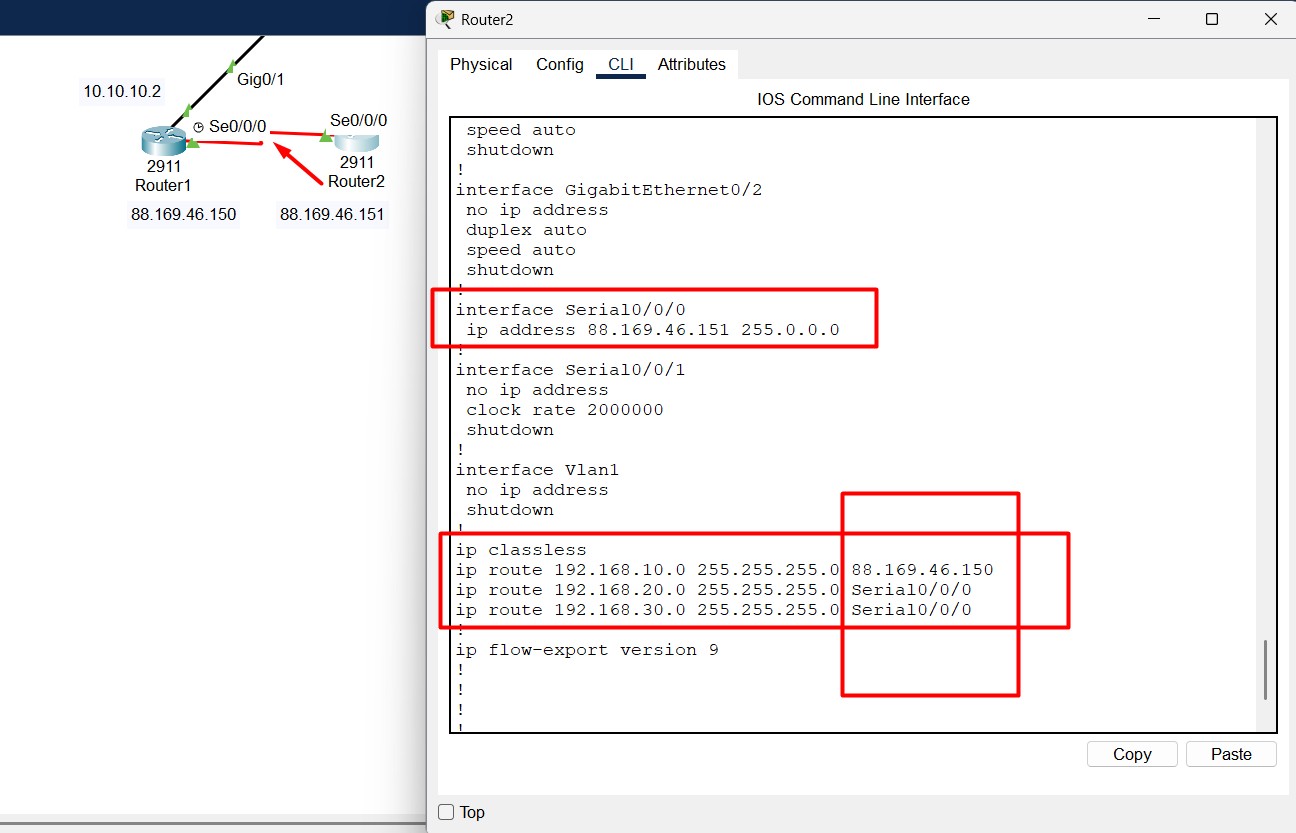 Router2
Physical Config CLI Attributes
IOS Command Line Interface
Gig0/1
10.10.10.2
Se0/0/0
Se0/0/0
2911
Router1
2911
Router2
88.169.46.150
88.169.46.151
speed auto
shutdown
!
interface GigabitEthernet0/2
no ip address
duplex auto
speed auto
shutdown
!
interface Serial0/0/0
ip address 88.169.46.151 255.0.0.0
!
interface Serial0/0/1
no ip address
clock rate 2000000
shutdown
!
interface Vlan1
no ip address
shutdown
!
ip classless
ip route 192.168.10.0 255.255.255.0 88.169.46.150
ip route 192.168.20.0 255.255.255.0 Serial0/0/0
ip route 192.168.30.0 255.255.255.0 Serial0/0/0
!
ip flow-export version 9
!
!
!
!
Copy Paste
Top